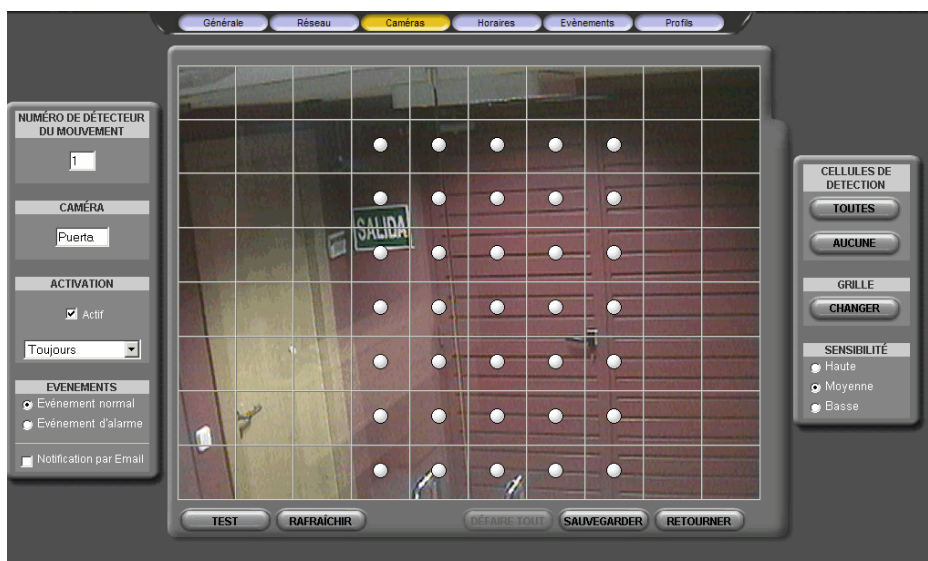 Générale Réseau Caméras Horaires Evènements Profils
NUMÉRO DE DÉTECTEUR
DU MOUVEMENT
1
CAMÉRA
Puerta
ACTIVATION
Actif
Toujours
EVENEMENTS
Evénement normal
Evénement d'alarme
Notification par Email
SALIDA
CELLULES DE
DETECTION
TOUTES
AUCUNE
GRILLE
CHANGER
SENSIBILITÉ
Haute
Moyenne
Basse
TEST RAFRAÎCHIR DÉFAIRE TOUT SAUVEGARDER RETOURNER